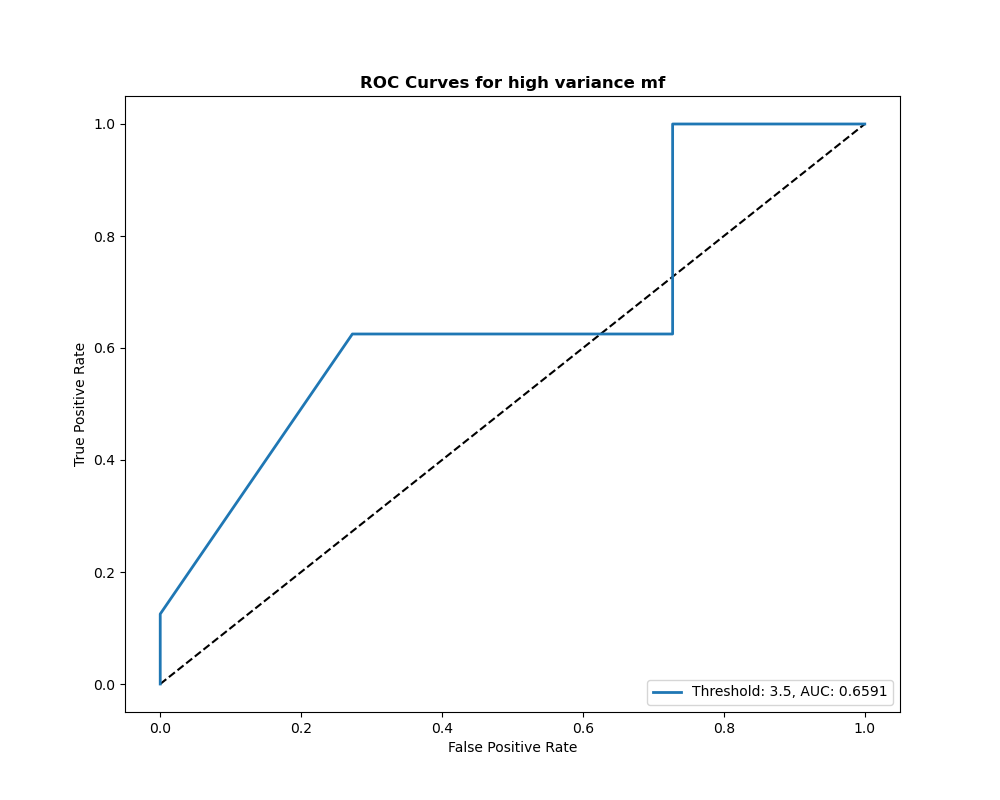 ROC Curves for high variance mf
1.0
0.8
0.6
0.4
0.2
0.0
True Positive Rate
Threshold: 3.5, AUC: 0.6591
0.0 0.2 0.4 0.6 0.8 1.0
False Positive Rate